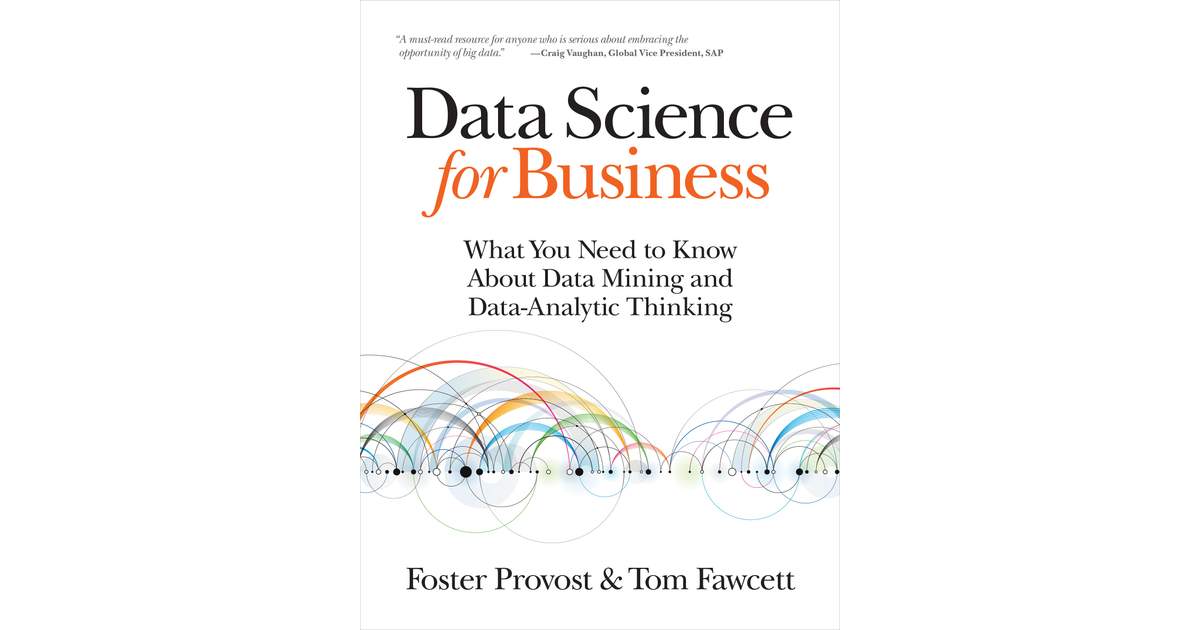 “A must-read resource for anyone who is serious about embracing the
opportunity of big data.” —Craig Vaughan, Global Vice President, SAP
Data Science
for Business
What You Need to Know
About Data Mining and
Data-Analytic Thinking
Foster Provost & Tom Fawcett